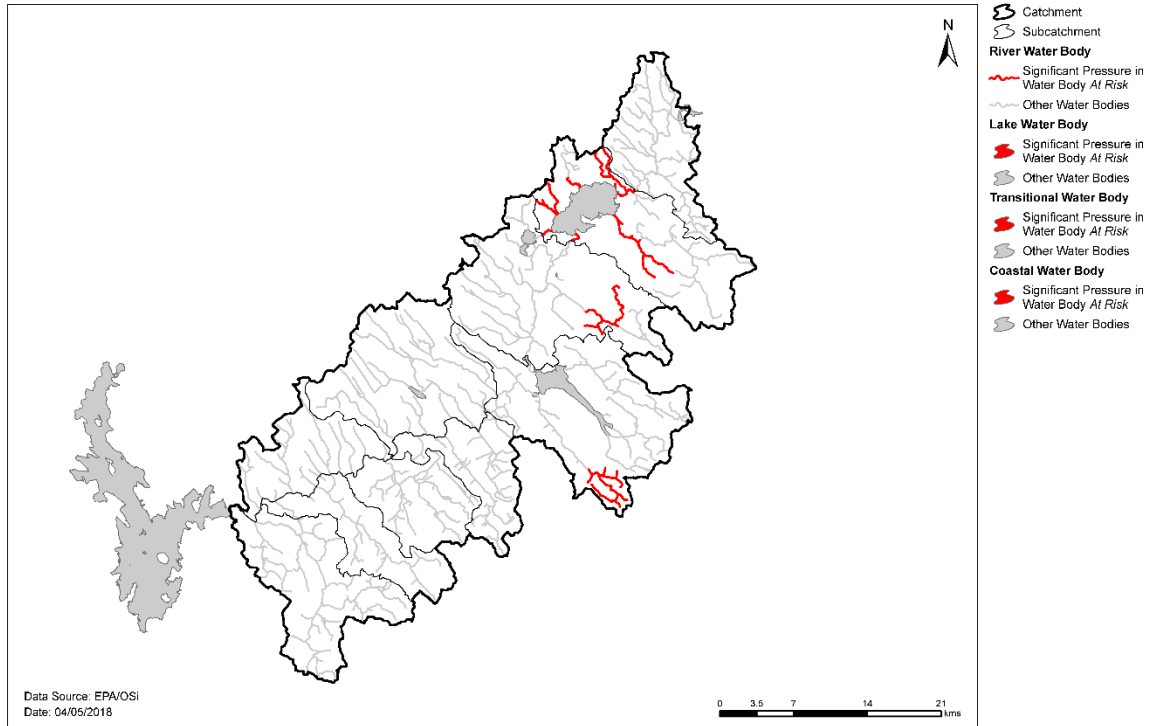 N
Catchment
Subcatchment
River Water Body
Significant Pressure in
Water Body At Risk
Other Water Bodies
Lake Water Body
Significant Pressure in
Water Body At Risk
Other Water Bodies
Transitional Water Body
Significant Pressure in
Water Body At Risk
Other Water Bodies
Coastal Water Body
Significant Pressure in
Water Body At Risk
Other Water Bodies
Data Source: EPA/OSi
Date: 04/05/2018
0 3.5 7 14 21
kms